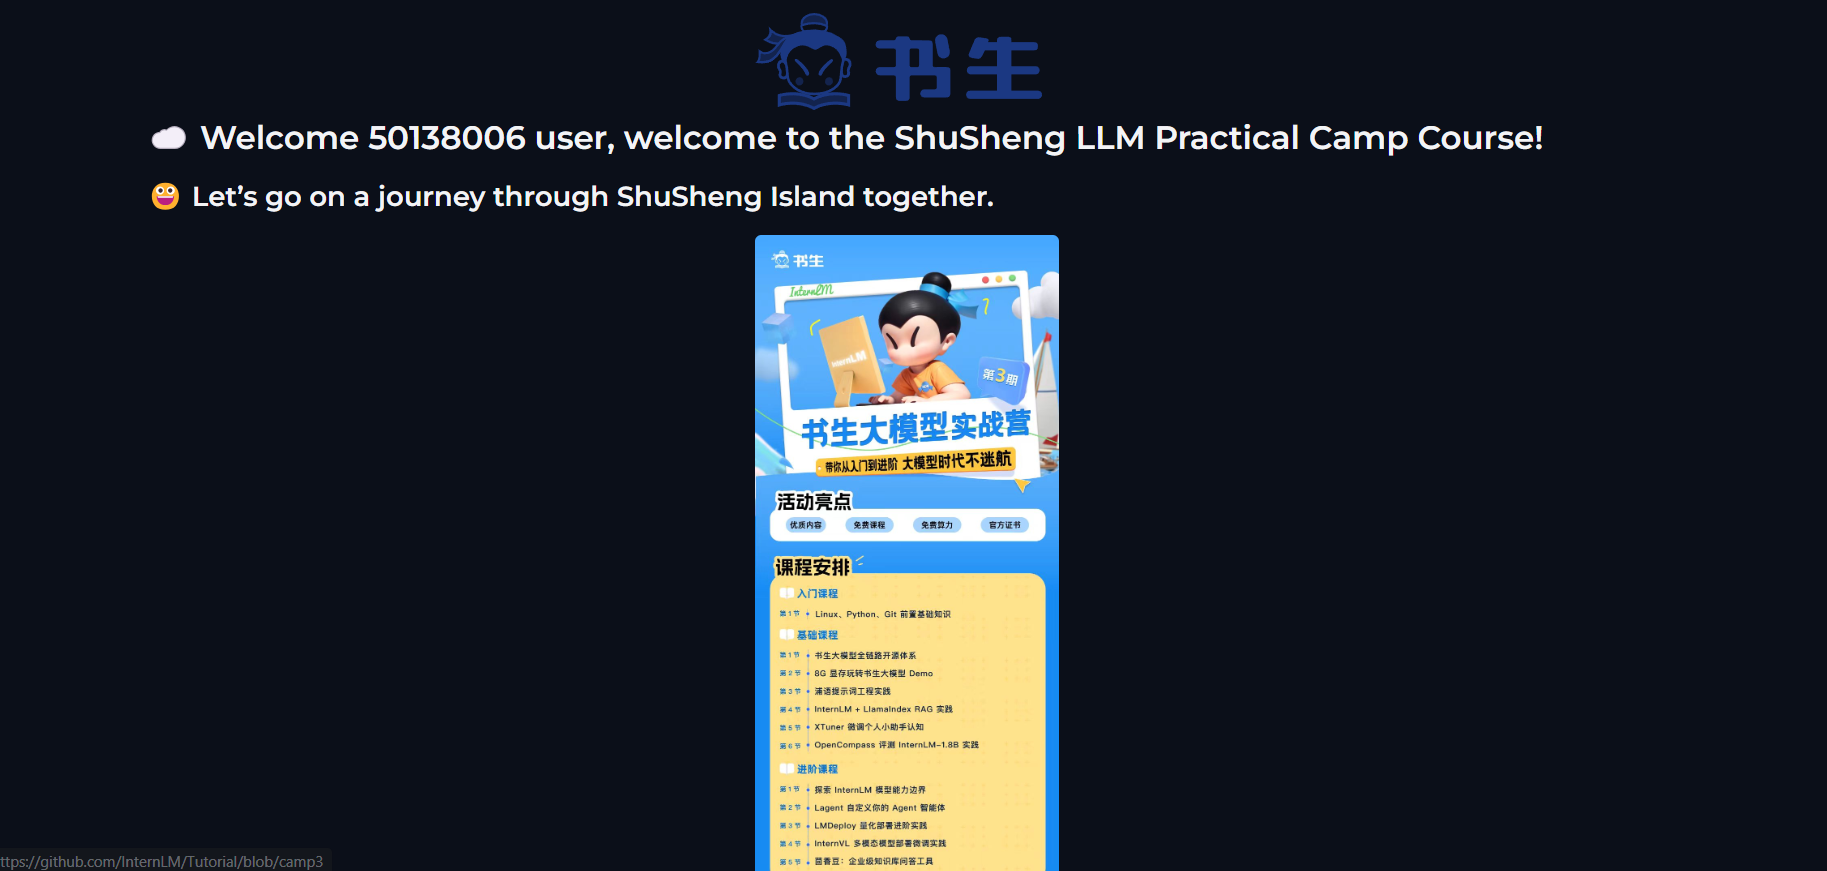 书生
Welcome 50138006 user, welcome to the ShuSheng LLM Practical Camp Course!
Let’s go on a journey through ShuSheng Island together.
书生
InternLM
InternLM
第3期
书生大模型实战营
带你从入门到进阶 大模型时代不迷航
活动亮点
优质内容 免费课程 免费算力 官方证书
课程安排
入门课程
第1节 Linux、Python、Git 前置基础知识
基础课程
第1节 书生大模型全链路开源体系
第2节 8G 显存玩转书生大模型 Demo
第3节 浦语提示词工程实践
第4节 InternLM + LlamaIndex RAG 实践
第5节 XTuner 微调个人小助手认知
第6节 OpenCompass 评测 InternLM-1.8B 实践
进阶课程
第1节 探索 InternLM 模型能力边界
第2节 Lagent 自定义你的 Agent 智能体
第3节 LMDeploy 量化部署进阶实践
第4节 InternVL 多模态模型部署微调实践
第5节 茴香豆：企业级知识库问答工具
ttps://github.com/InternLM/Tutorial/blob/camp3